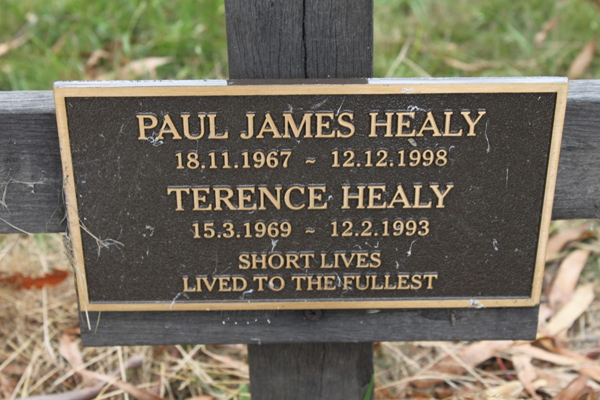 PAUL JAMES HEALY
18.11.1967 ~ 12.12.1998
TERENCE HEALY
15.3.1969 ~ 12.2.1993
SHORT LIVES
LIVED TO THE FULLEST